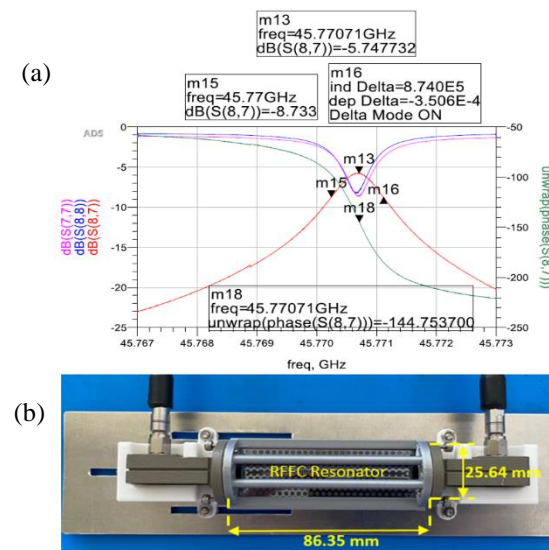 m13
freq=45.77071GHz
dB(S(8,7))=-5.747732
(a)
m15
freq=45.77GHz
dB(S(8,7))=-8.733
m16
ind Delta=8.740E5
dep Delta=-3.506E-4
Delta Mode ON
ADS
0
-5
-10
-15
-20
-25
-50
-100
-150
-200
-250
dB(S(7,7))
dB(S(8,8))
dB(S(8,7))
unwrap(phase(S(8,7)))
m13
m15
m16
m18
m18
freq=45.77071GHz
unwrap(phase(S(8,7)))=-144.753700
45.767 45.768 45.769 45.770 45.771 45.772 45.773
freq, GHz
(b)
RFFC Resonator
25.64 mm
86.35 mm